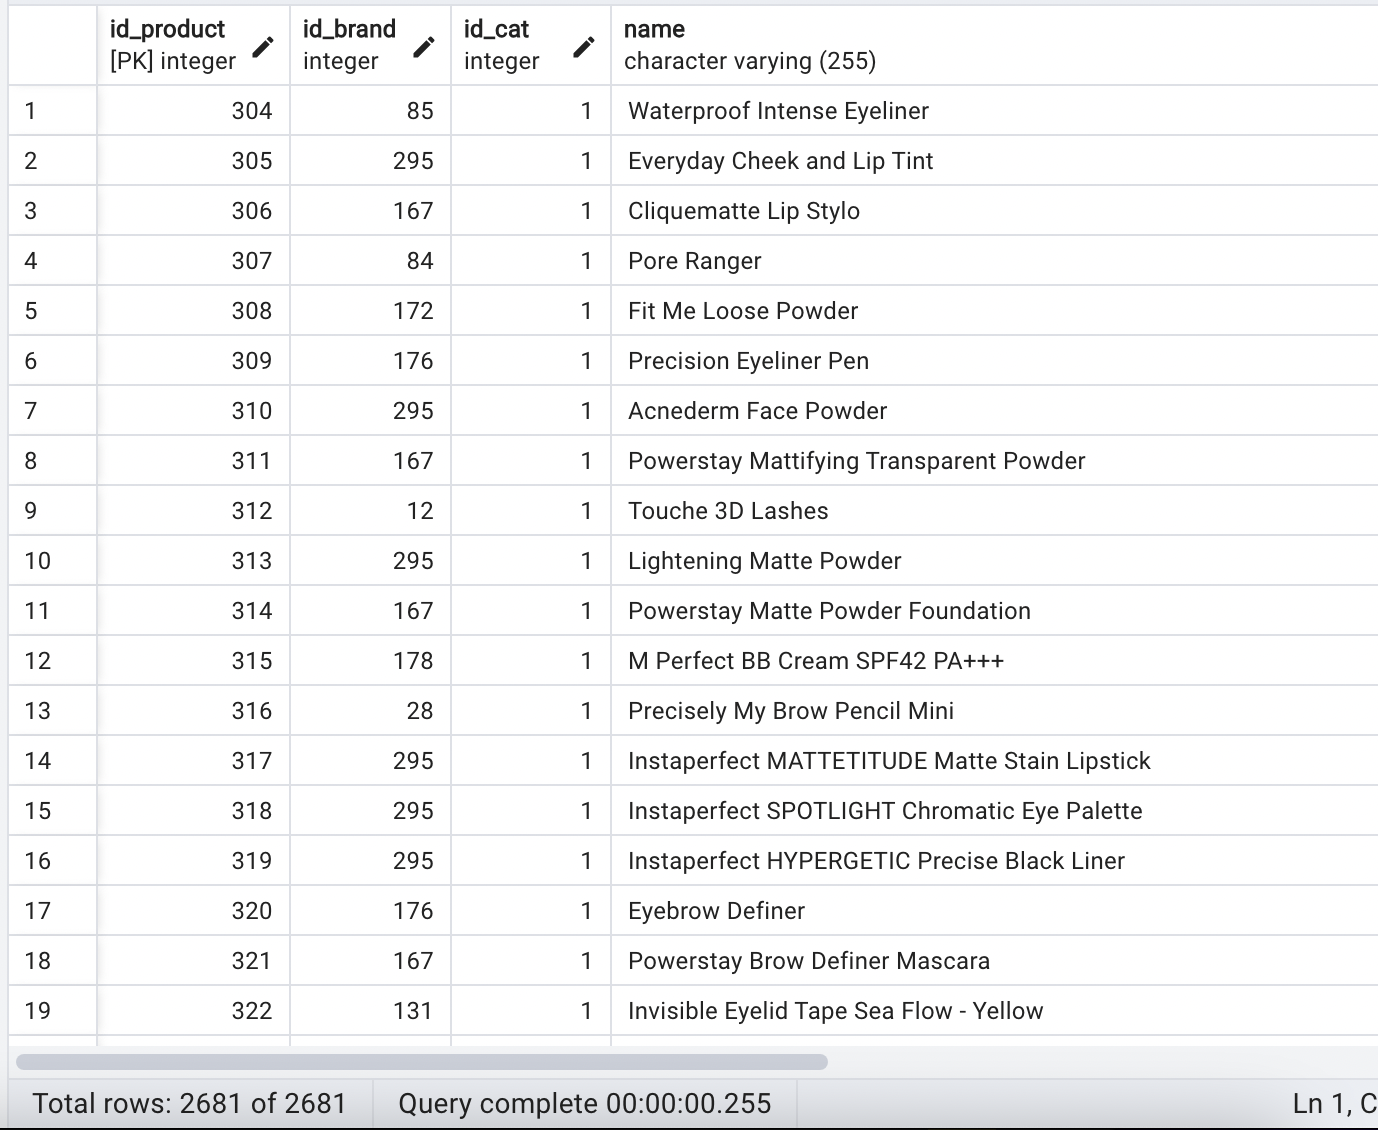 id_product id_brand id_cat name
[PK] integer integer integer character varying (255)
1 304 85 1 Waterproof Intense Eyeliner
2 305 295 1 Everyday Cheek and Lip Tint
3 306 167 1 Cliquematte Lip Stylo
4 307 84 1 Pore Ranger
5 308 172 1 Fit Me Loose Powder
6 309 176 1 Precision Eyeliner Pen
7 310 295 1 Acnederm Face Powder
8 311 167 1 Powerstay Mattifying Transparent Powder
9 312 12 1 Touche 3D Lashes
10 313 295 1 Lightening Matte Powder
11 314 167 1 Powerstay Matte Powder Foundation
12 315 178 1 M Perfect BB Cream SPF42 PA+++
13 316 28 1 Precisely My Brow Pencil Mini
14 317 295 1 Instaperfect MATTETITUDE Matte Stain Lipstick
15 318 295 1 Instaperfect SPOTLIGHT Chromatic Eye Palette
16 319 295 1 Instaperfect HYPERGETIC Precise Black Liner
17 320 176 1 Eyebrow Definer
18 321 167 1 Powerstay Brow Definer Mascara
19 322 131 1 Invisible Eyelid Tape Sea Flow - Yellow
Total rows: 2681 of 2681 Query complete 00:00:00.255 Ln 1, C